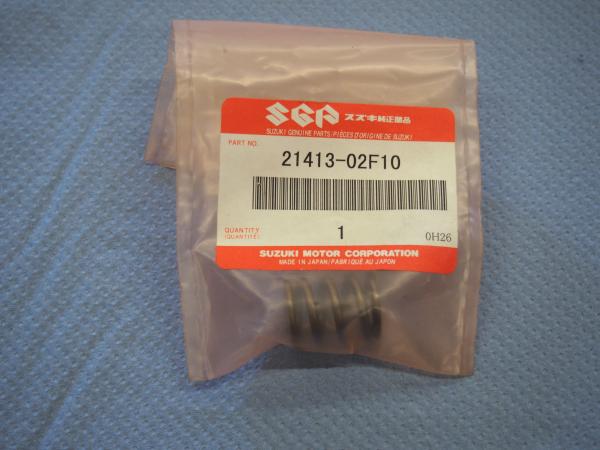 SGP スズキ純正部品
SUZUKI GENUINE PARTS/PIÈCES D'ORIGINE DE SUZUKI
PART NO.
21413-02F10
QUANTITY
(QUANTITÉ)
1
0H26
SUZUKI MOTOR CORPORATION
MADE IN JAPAN/FABRIQUÉ AU JAPON